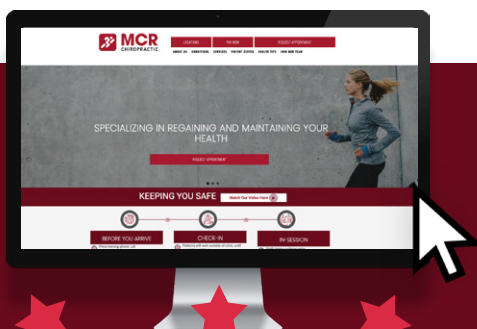 MCR
CHIROPRACTIC
LOCATIONS PAY NOW REQUEST APPOINTMENT
ABOUT US CONDITIONS SERVICES PATIENT CENTER HEALTH TIPS JOIN OUR TEAM
SPECIALIZING IN REGAINING AND MAINTAINING YOUR
HEALTH
REQUEST APPOINTMENT
KEEPING YOU SAFE Watch Our Video Here
BEFORE YOU ARRIVE CHECK-IN IN-SESSION